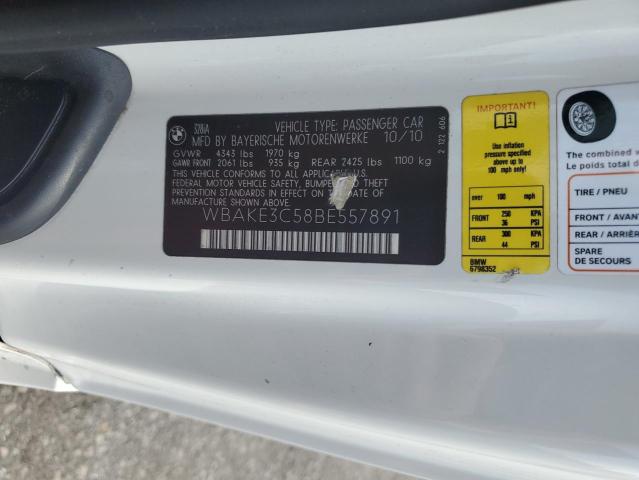 BMW
328iA
VEHICLE TYPE: PASSENGER CAR
MFD BY BAYERISCHE MOTORENWERKE 10/10
GVWR 4343 lbs 1970 kg
GAWR FRONT 2061 lbs 935 kg REAR 2425 lbs 1100 kg
THIS VEHICLE CONFORMS TO ALL APPLICABLE U.S.
FEDERAL MOTOR VEHICLE SAFETY, BUMPER AND THEFT
PREVENTION STANDARDS IN EFFECT ON THE DATE OF
MANUFACTURE SHOWN ABOVE.
WBAKE3C58BE557891
2 122 606
IMPORTANT!
Use inflation
pressure specified
above for up to
100 mph only!
over 100 mph
FRONT 250 KPA
36 PSI
REAR 300 KPA
44 PSI
BMW
6798352
The combined w
Le poids total d
TIRE / PNEU
FRONT / AVANT
REAR / ARRIÈR
SPARE
DE SECOURS